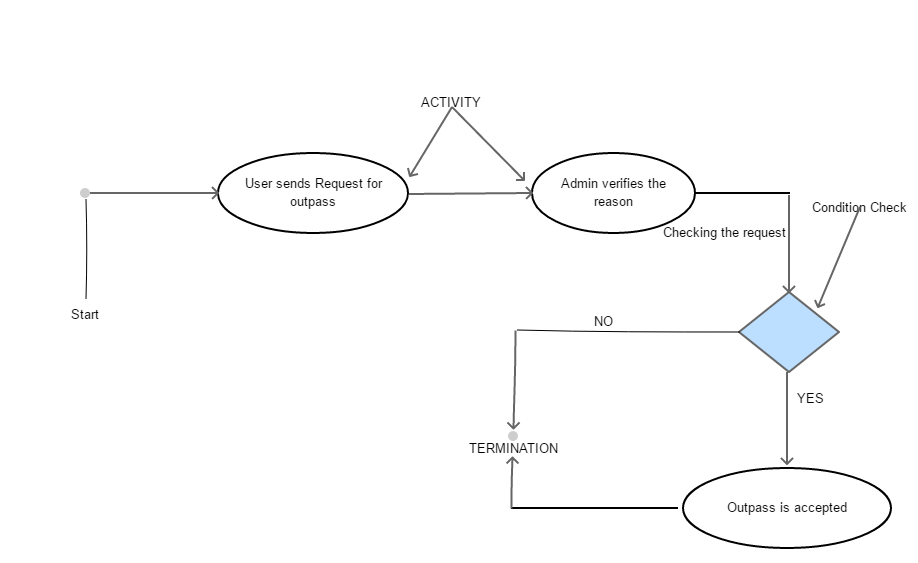 ACTIVITY
User sends Request for
outpass
Admin verifies the
reason
Condition Check
Checking the request
Start
NO
YES
TERMINATION
Outpass is accepted